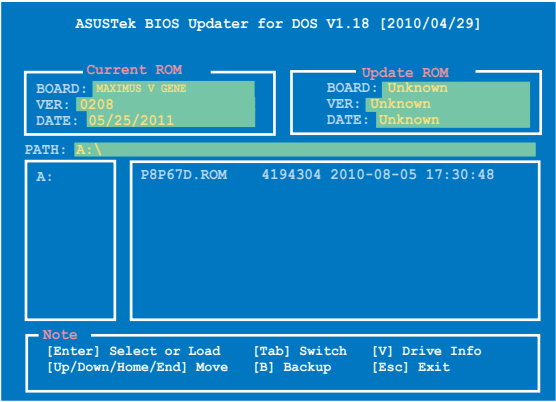 ASUSTek BIOS Updater for DOS V1.18 [2010/04/29]
Current ROM
BOARD: MAXIMUS V GENE
VER: 0208
DATE: 05/25/2011
Update ROM
BOARD: Unknown
VER: Unknown
DATE: Unknown
PATH: A:\
A:
P8P67D.ROM 4194304 2010-08-05 17:30:48
Note
[Enter] Select or Load [Tab] Switch [V] Drive Info
[Up/Down/Home/End] Move [B] Backup [Esc] Exit